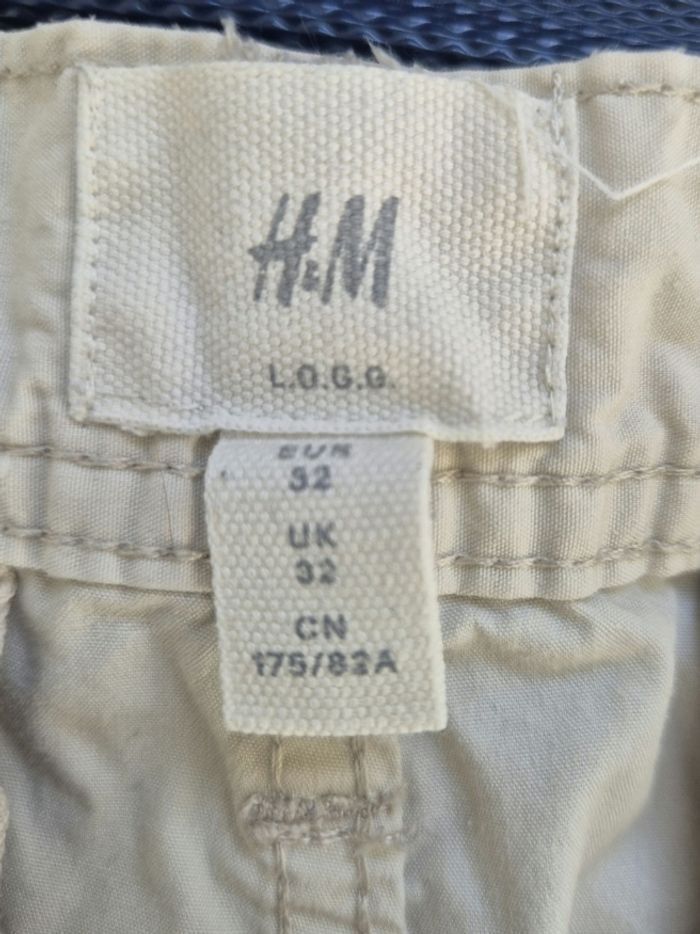 H&M
L.O.G.G.
EUR
32
UK
32
CN
175/82A